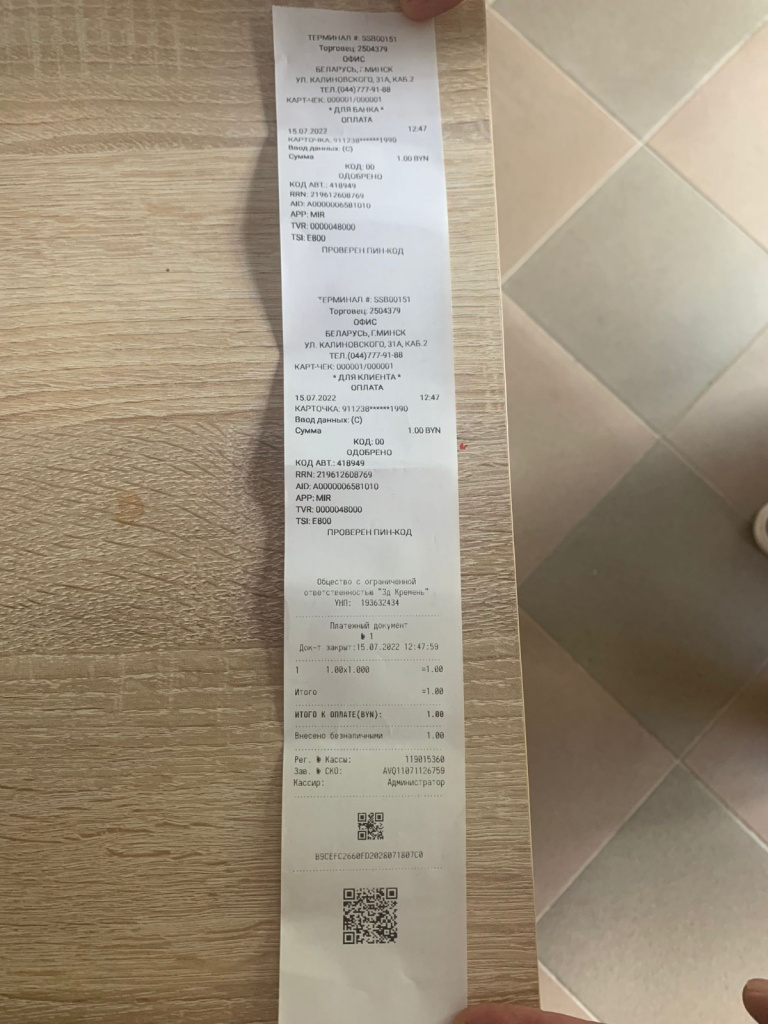 ТЕРМИНАЛ #: SSB00151
Торговец: 2504379
ОФИС
БЕЛАРУСЬ, Г.МИНСК
УЛ. КАЛИНОВСКОГО, 31А, КАБ.2
ТЕЛ.(044)777-91-88
КАРТ-ЧЕК: 000001/000001
* ДЛЯ БАНКА *
ОПЛАТА
15.07.2022 12:47
КАРТОЧКА: 911238******1990
Ввод данных: (C)
Сумма 1.00 BYN
КОД: 00
ОДОБРЕНО
КОД АВТ.: 418949
RRN: 219612608769
AID: A0000006581010
APP: MIR
TVR: 0000048000
TSI: E800
ПРОВЕРЕН ПИН-КОД
ТЕРМИНАЛ #: SSB00151
Торговец: 2504379
ОФИС
БЕЛАРУСЬ, Г.МИНСК
УЛ. КАЛИНОВСКОГО, 31А, КАБ.2
ТЕЛ.(044)777-91-88
КАРТ-ЧЕК: 000001/000001
* ДЛЯ КЛИЕНТА *
ОПЛАТА
15.07.2022 12:47
КАРТОЧКА: 911238******1990
Ввод данных: (C)
Сумма 1.00 BYN
КОД: 00
ОДОБРЕНО
КОД АВТ.: 418949
RRN: 219612608769
AID: A0000006581010
APP: MIR
TVR: 0000048000
TSI: E800
ПРОВЕРЕН ПИН-КОД
Общество с ограниченной
ответственностью "3д Кремень"
УНП: 193632434
Платежный документ
№ 1
Док-т закрыт:15.07.2022 12:47:59
1 1.00x1.000 =1.00
Итого =1.00
ИТОГО К ОПЛАТЕ(BYN): 1.00
Внесено безналичными 1.00
Рег. № Кассы: 119015360
Зав. № СКО: AVQ11071126759
Кассир: Администратор
B9CEFC2660FD2028071807C0